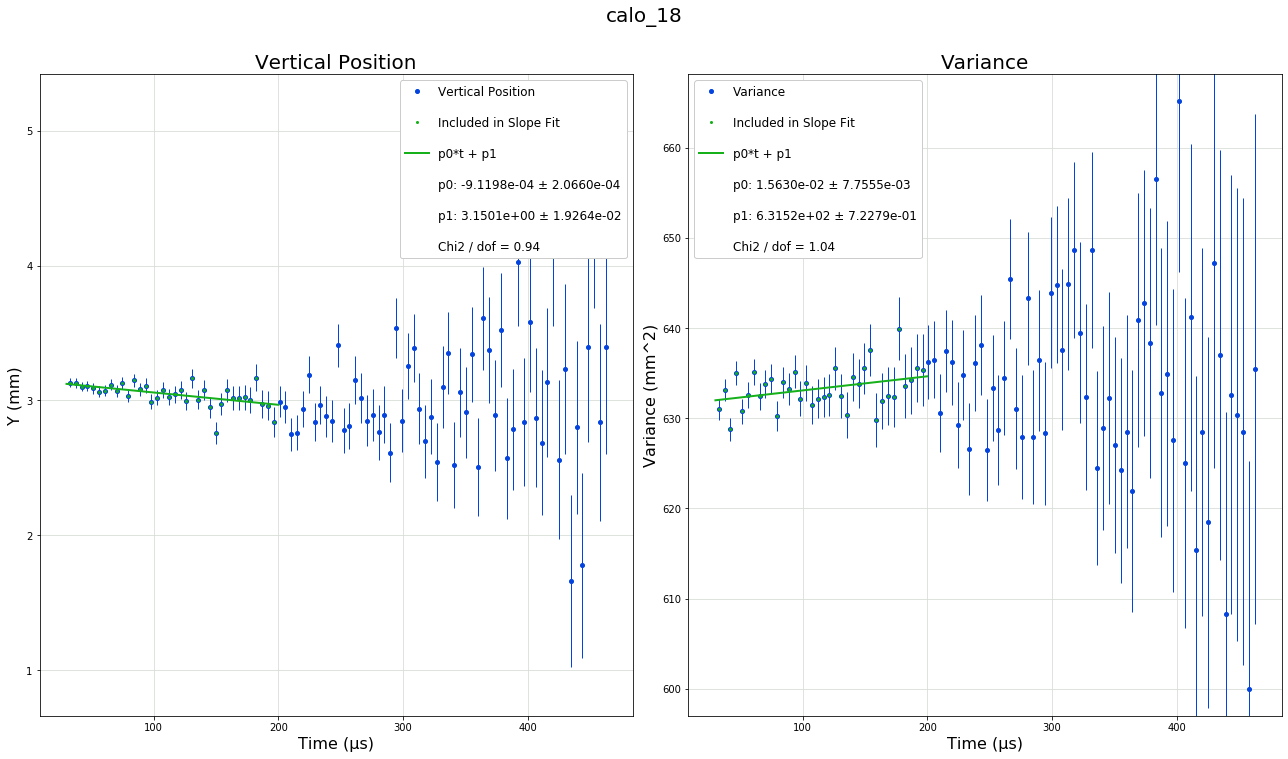 calo_18
Vertical Position
Vertical Position
Included in Slope Fit
p0*t + p1
p0: -9.1198e-04 ± 2.0660e-04
p1: 3.1501e+00 ± 1.9264e-02
Chi2 / dof = 0.94
Y (mm)
5
4
3
2
1
100 200 300 400
Time (μs)
Variance
Variance
Included in Slope Fit
p0*t + p1
p0: 1.5630e-02 ± 7.7555e-03
p1: 6.3152e+02 ± 7.2279e-01
Chi2 / dof = 1.04
Variance (mm^2)
660
650
640
630
620
610
600
100 200 300 400
Time (μs)